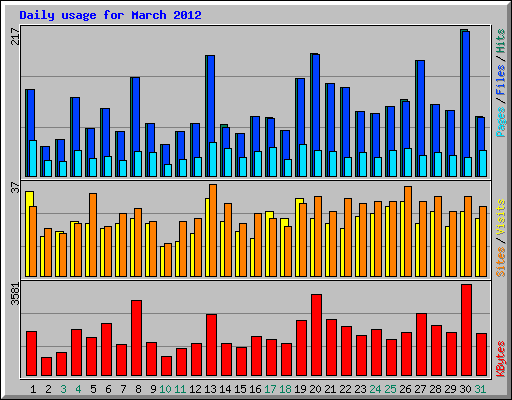 Daily usage for March 2012
217
Pages / Files / Hits
37
Sites / Visits
3581
KBytes
1 2 3 4 5 6 7 8 9 10 11 12 13 14 15 16 17 18 19 20 21 22 23 24 25 26 27 28 29 30 31